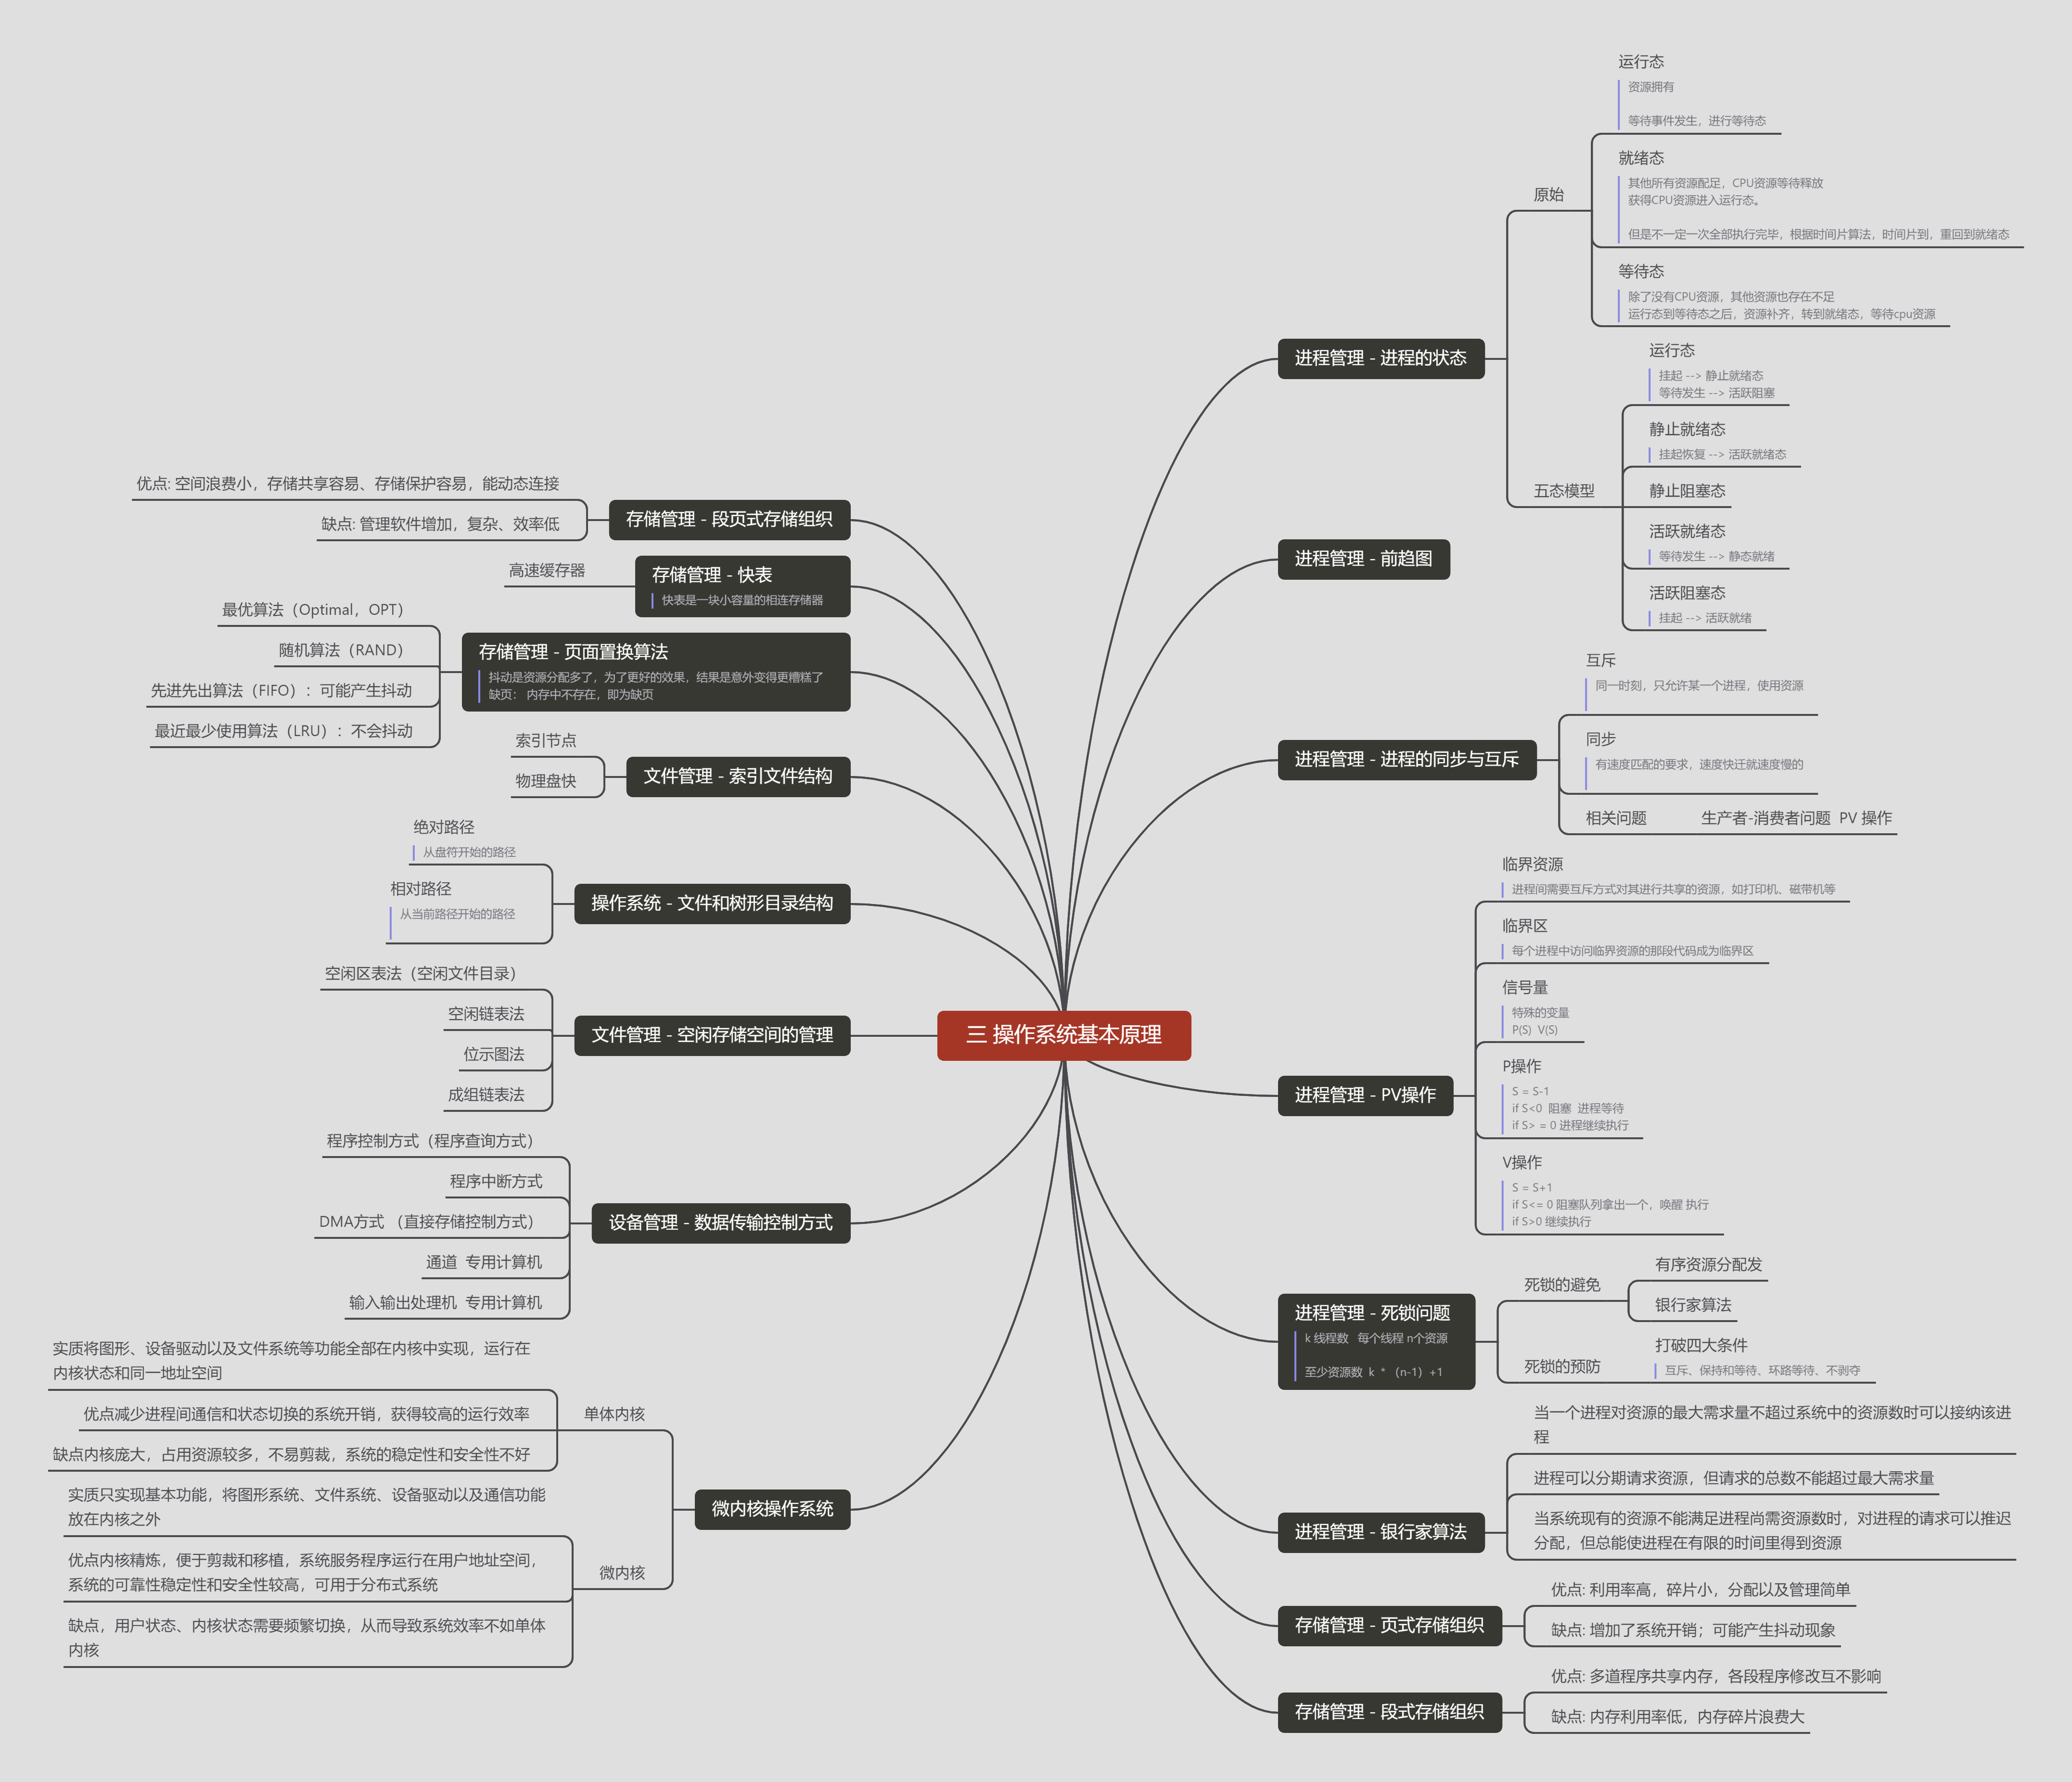 三 操作系统基本原理
进程管理 - 进程的状态
原始
运行态
资源拥有
等待事件发生，进行等待态
就绪态
其他所有资源配足，CPU资源等待释放
获得CPU资源进入运行态。
但是不一定一次全部执行完毕，根据时间片算法，时间片到，重回到就绪态
等待态
除了没有CPU资源，其他资源也存在不足
运行态到等待态之后，资源补齐，转到就绪态，等待cpu资源
五态模型
运行态
挂起 --> 静止就绪态
等待发生 --> 活跃阻塞
静止就绪态
挂起恢复 --> 活跃就绪态
静止阻塞态
活跃就绪态
等待发生 --> 静态就绪
活跃阻塞态
挂起 --> 活跃就绪
进程管理 - 前趋图
进程管理 - 进程的同步与互斥
互斥
同一时刻，只允许某一个进程，使用资源
同步
有速度匹配的要求，速度快迁就速度慢的
相关问题
生产者-消费者问题 PV 操作
进程管理 - PV操作
临界资源
进程间需要互斥方式对其进行共享的资源，如打印机、磁带机等
临界区
每个进程中访问临界资源的那段代码成为临界区
信号量
特殊的变量
P(S) V(S)
P操作
S = S-1
if S<0 阻塞 进程等待
if S> = 0 进程继续执行
V操作
S = S+1
if S<= 0 阻塞队列拿出一个，唤醒 执行
if S>0 继续执行
进程管理 - 死锁问题
k 线程数 每个线程 n个资源
至少资源数 k * （n-1）+1
死锁的避免
有序资源分配发
银行家算法
死锁的预防
打破四大条件
互斥、保持和等待、环路等待、不剥夺
进程管理 - 银行家算法
当一个进程对资源的最大需求量不超过系统中的资源数时可以接纳该进
程
进程可以分期请求资源，但请求的总数不能超过最大需求量
当系统现有的资源不能满足进程尚需资源数时，对进程的请求可以推迟
分配，但总能使进程在有限的时间里得到资源
存储管理 - 页式存储组织
优点: 利用率高，碎片小，分配以及管理简单
缺点: 增加了系统开销；可能产生抖动现象
存储管理 - 段式存储组织
优点: 多道程序共享内存，各段程序修改互不影响
缺点: 内存利用率低，内存碎片浪费大
存储管理 - 段页式存储组织
优点: 空间浪费小，存储共享容易、存储保护容易，能动态连接
缺点: 管理软件增加，复杂、效率低
存储管理 - 快表
快表是一块小容量的相连存储器
高速缓存器
存储管理 - 页面置换算法
抖动是资源分配多了，为了更好的效果，结果是意外变得更糟糕了
缺页： 内存中不存在，即为缺页
最优算法（Optimal，OPT）
随机算法（RAND）
先进先出算法（FIFO）：可能产生抖动
最近最少使用算法（LRU）：不会抖动
文件管理 - 索引文件结构
索引节点
物理盘快
操作系统 - 文件和树形目录结构
绝对路径
从盘符开始的路径
相对路径
从当前路径开始的路径
文件管理 - 空闲存储空间的管理
空闲区表法（空闲文件目录）
空闲链表法
位示图法
成组链表法
设备管理 - 数据传输控制方式
程序控制方式（程序查询方式）
程序中断方式
DMA方式 （直接存储控制方式）
通道 专用计算机
输入输出处理机 专用计算机
微内核操作系统
单体内核
实质将图形、设备驱动以及文件系统等功能全部在内核中实现，运行在
内核状态和同一地址空间
优点减少进程间通信和状态切换的系统开销，获得较高的运行效率
缺点内核庞大，占用资源较多，不易剪裁，系统的稳定性和安全性不好
微内核
实质只实现基本功能，将图形系统、文件系统、设备驱动以及通信功能
放在内核之外
优点内核精炼，便于剪裁和移植，系统服务程序运行在用户地址空间，
系统的可靠性稳定性和安全性较高，可用于分布式系统
缺点，用户状态、内核状态需要频繁切换，从而导致系统效率不如单体
内核